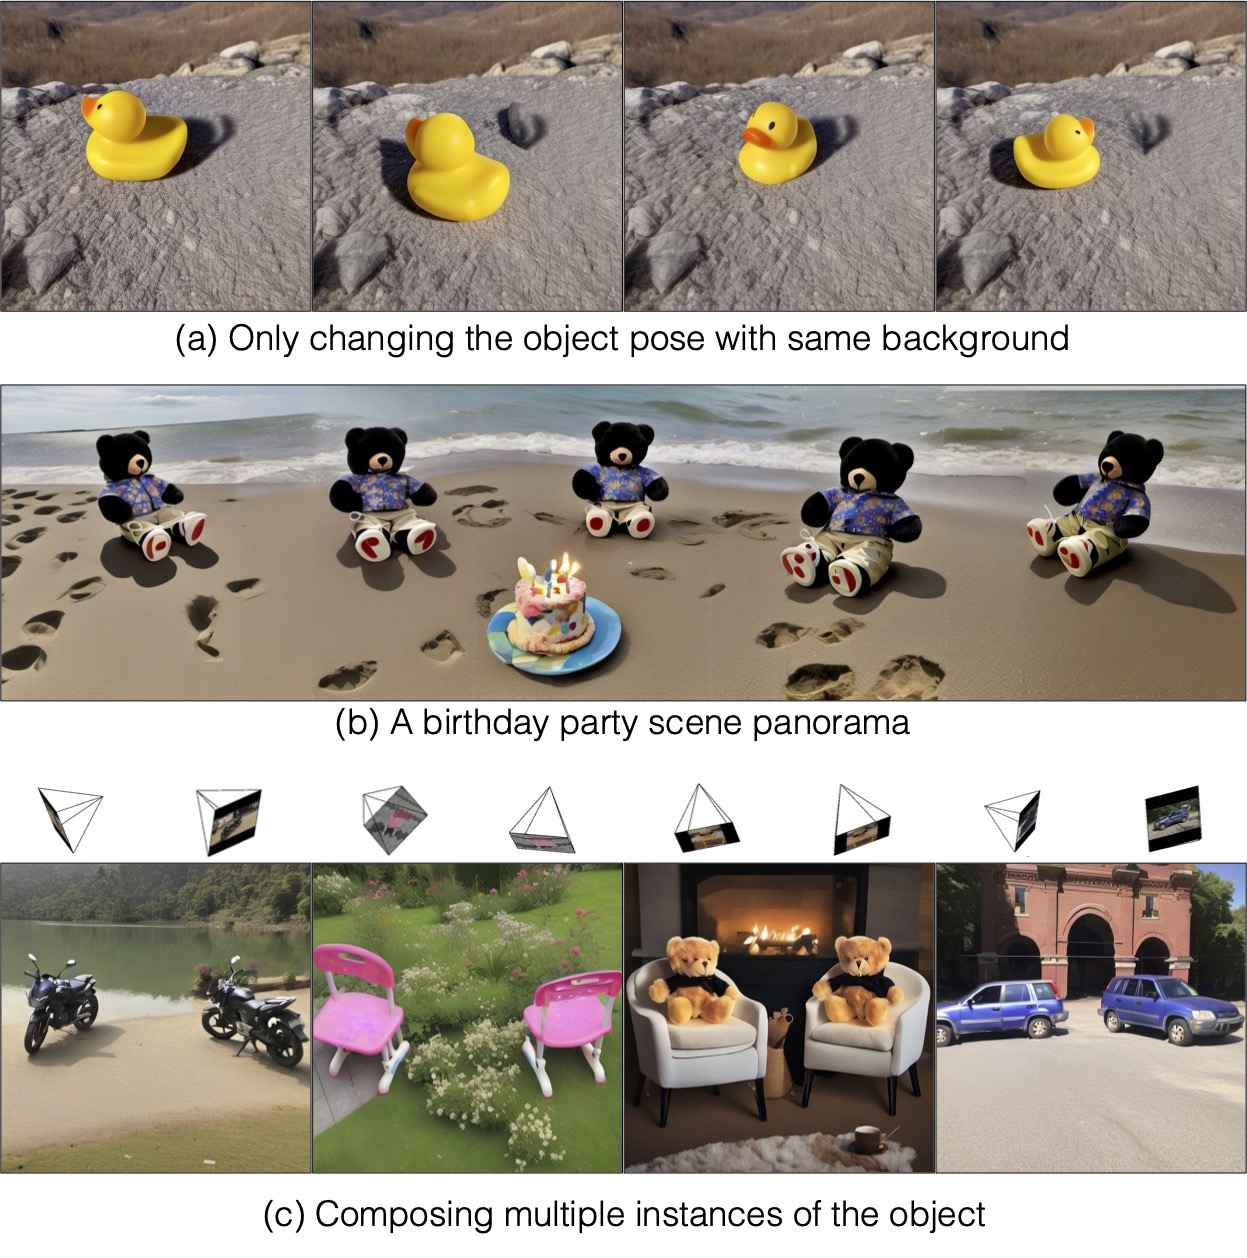 (a) Only changing the object pose with same background
(b) A birthday party scene panorama
(c) Composing multiple instances of the object